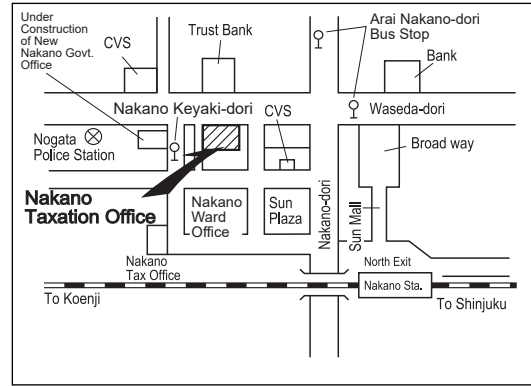 Under
Construction
of New
Nakano Govt.
Office
CVS
Trust Bank
Arai Nakano-dori
Bus Stop
Bank
Nakano Keyaki-dori
Waseda-dori
Nogata
Police Station
CVS
Broad way
Nakano
Taxation Office
Nakano
Ward
Office
Sun
Plaza
Nakano-dori
Sun Mall
Nakano
Tax Office
North Exit
Nakano Sta.
To Koenji
To Shinjuku